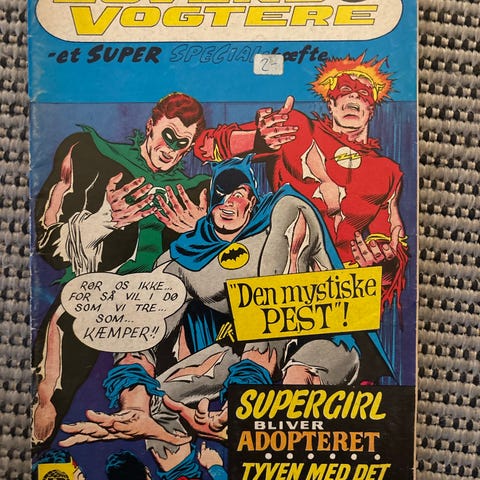 VOGTERE
-et SUPER SPECIAL hæfte...
2-
RØR OS IKKE...
FOR SÅ VIL I DØ
SOM VI TRE...
SOM...
KÆMPER!!
"Den mystiske
PEST"!
SUPERGIRL
BLIVER
ADOPTERET
TYVEN MED DET